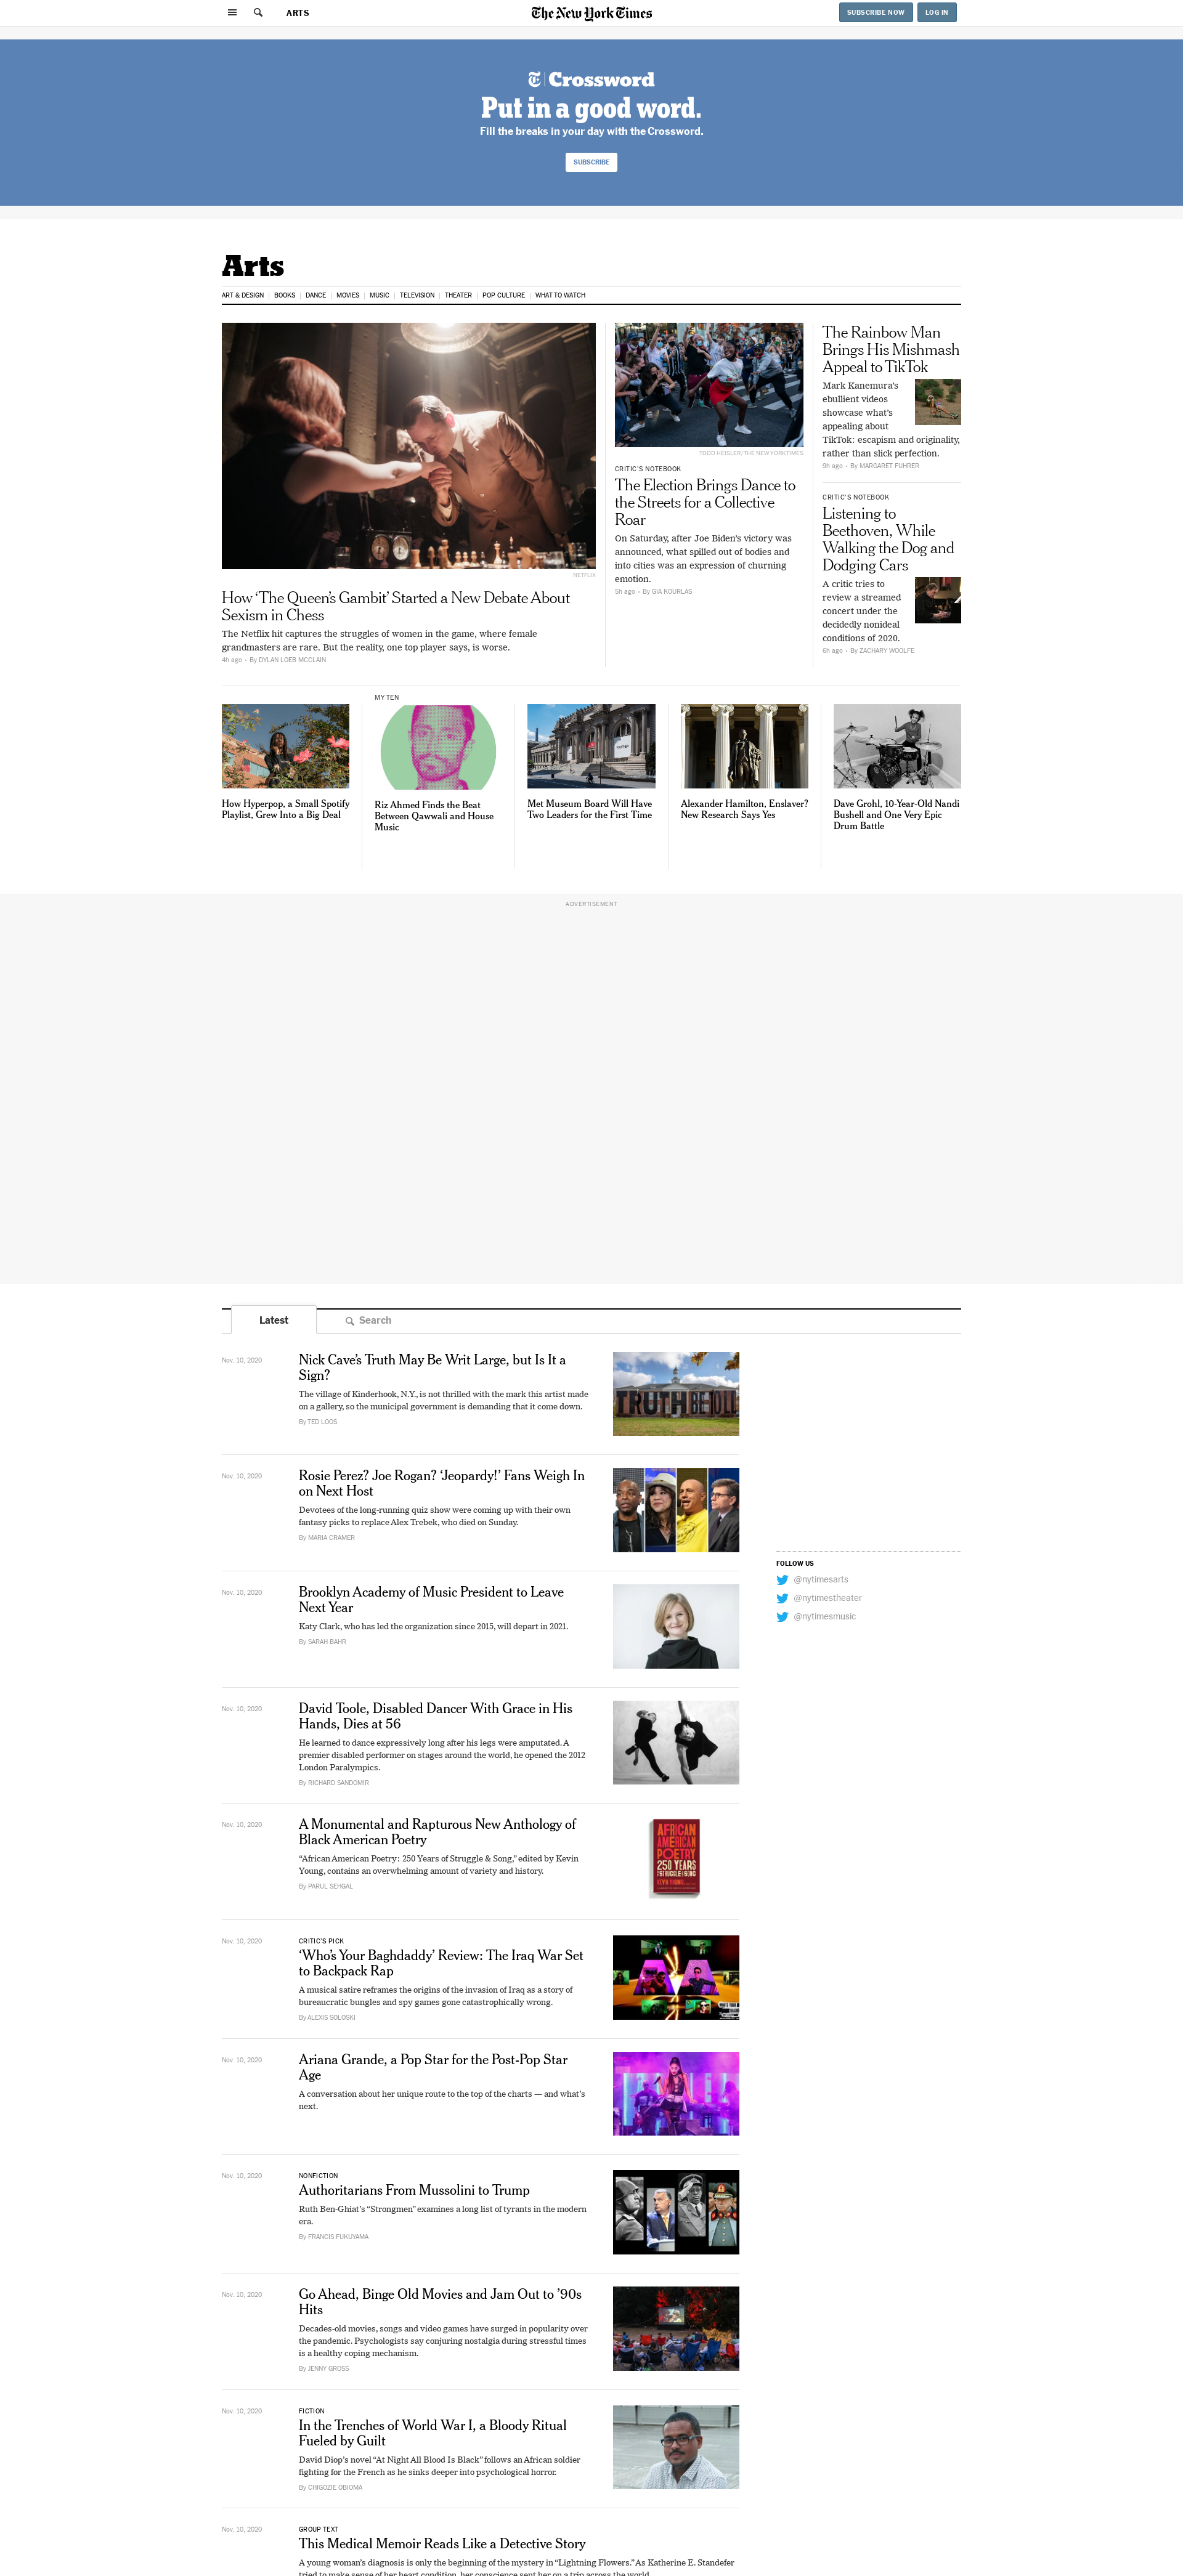 ARTS
The New York Times
SUBSCRIBE NOW
LOG IN
Crossword
Put in a good word.
Fill the breaks in your day with the Crossword.
SUBSCRIBE
Arts
ART & DESIGN
BOOKS
DANCE
MOVIES
MUSIC
TELEVISION
THEATER
POP CULTURE
WHAT TO WATCH
NETFLIX
How ‘The Queen’s Gambit’ Started a New Debate About
Sexism in Chess
The Netflix hit captures the struggles of women in the game, where female
grandmasters are rare. But the reality, one top player says, is worse.
4h ago - By DYLAN LOEB MCCLAIN
TODD HEISLER/THE NEW YORK TIMES
CRITIC’S NOTEBOOK
The Election Brings Dance to
the Streets for a Collective
Roar
On Saturday, after Joe Biden’s victory was
announced, what spilled out of bodies and
into cities was an expression of churning
emotion.
5h ago - By GIA KOURLAS
The Rainbow Man
Brings His Mishmash
Appeal to TikTok
Mark Kanemura’s
ebullient videos
showcase what’s
appealing about
TikTok: escapism and originality,
rather than slick perfection.
9h ago - By MARGARET FUHRER
CRITIC’S NOTEBOOK
Listening to
Beethoven, While
Walking the Dog and
Dodging Cars
A critic tries to
review a streamed
concert under the
decidedly nonideal
conditions of 2020.
6h ago - By ZACHARY WOOLFE
How Hyperpop, a Small Spotify
Playlist, Grew Into a Big Deal
MY TEN
Riz Ahmed Finds the Beat
Between Qawwali and House
Music
Met Museum Board Will Have
Two Leaders for the First Time
Alexander Hamilton, Enslaver?
New Research Says Yes
Dave Grohl, 10-Year-Old Nandi
Bushell and One Very Epic
Drum Battle
ADVERTISEMENT
Latest
Search
Nov. 10, 2020
Nick Cave’s Truth May Be Writ Large, but Is It a
Sign?
The village of Kinderhook, N.Y., is not thrilled with the mark this artist made
on a gallery, so the municipal government is demanding that it come down.
By TED LOOS
TRUTH BE TOLD
Nov. 10, 2020
Rosie Perez? Joe Rogan? ‘Jeopardy!’ Fans Weigh In
on Next Host
Devotees of the long-running quiz show were coming up with their own
fantasy picks to replace Alex Trebek, who died on Sunday.
By MARIA CRAMER
FOLLOW US
@nytimesarts
@nytimestheater
@nytimesmusic
Nov. 10, 2020
Brooklyn Academy of Music President to Leave
Next Year
Katy Clark, who has led the organization since 2015, will depart in 2021.
By SARAH BAHR
Nov. 10, 2020
David Toole, Disabled Dancer With Grace in His
Hands, Dies at 56
He learned to dance expressively long after his legs were amputated. A
premier disabled performer on stages around the world, he opened the 2012
London Paralympics.
By RICHARD SANDOMIR
Nov. 10, 2020
A Monumental and Rapturous New Anthology of
Black American Poetry
“African American Poetry: 250 Years of Struggle & Song,” edited by Kevin
Young, contains an overwhelming amount of variety and history.
By PARUL SEHGAL
AFRICAN
AMERICAN
POETRY
250 YEARS
OF STRUGGLE & SONG
KEVIN YOUNG
Nov. 10, 2020
CRITIC’S PICK
‘Who’s Your Baghdaddy’ Review: The Iraq War Set
to Backpack Rap
A musical satire reframes the origins of the invasion of Iraq as a story of
bureaucratic bungles and spy games gone catastrophically wrong.
By ALEXIS SOLOSKI
Nov. 10, 2020
Ariana Grande, a Pop Star for the Post-Pop Star
Age
A conversation about her unique route to the top of the charts — and what’s
next.
Nov. 10, 2020
NONFICTION
Authoritarians From Mussolini to Trump
Ruth Ben-Ghiat’s “Strongmen” examines a long list of tyrants in the modern
era.
By FRANCIS FUKUYAMA
Nov. 10, 2020
Go Ahead, Binge Old Movies and Jam Out to ’90s
Hits
Decades-old movies, songs and video games have surged in popularity over
the pandemic. Psychologists say conjuring nostalgia during stressful times
is a healthy coping mechanism.
By JENNY GROSS
Nov. 10, 2020
FICTION
In the Trenches of World War I, a Bloody Ritual
Fueled by Guilt
David Diop’s novel “At Night All Blood Is Black” follows an African soldier
fighting for the French as he sinks deeper into psychological horror.
By CHIGOZIE OBIOMA
Nov. 10, 2020
GROUP TEXT
This Medical Memoir Reads Like a Detective Story
A young woman’s diagnosis is only the beginning of the mystery in “Lightning Flowers.” As Katherine E. Standefer
tried to make sense of her heart condition, her conscience sent her on a trip across the world.